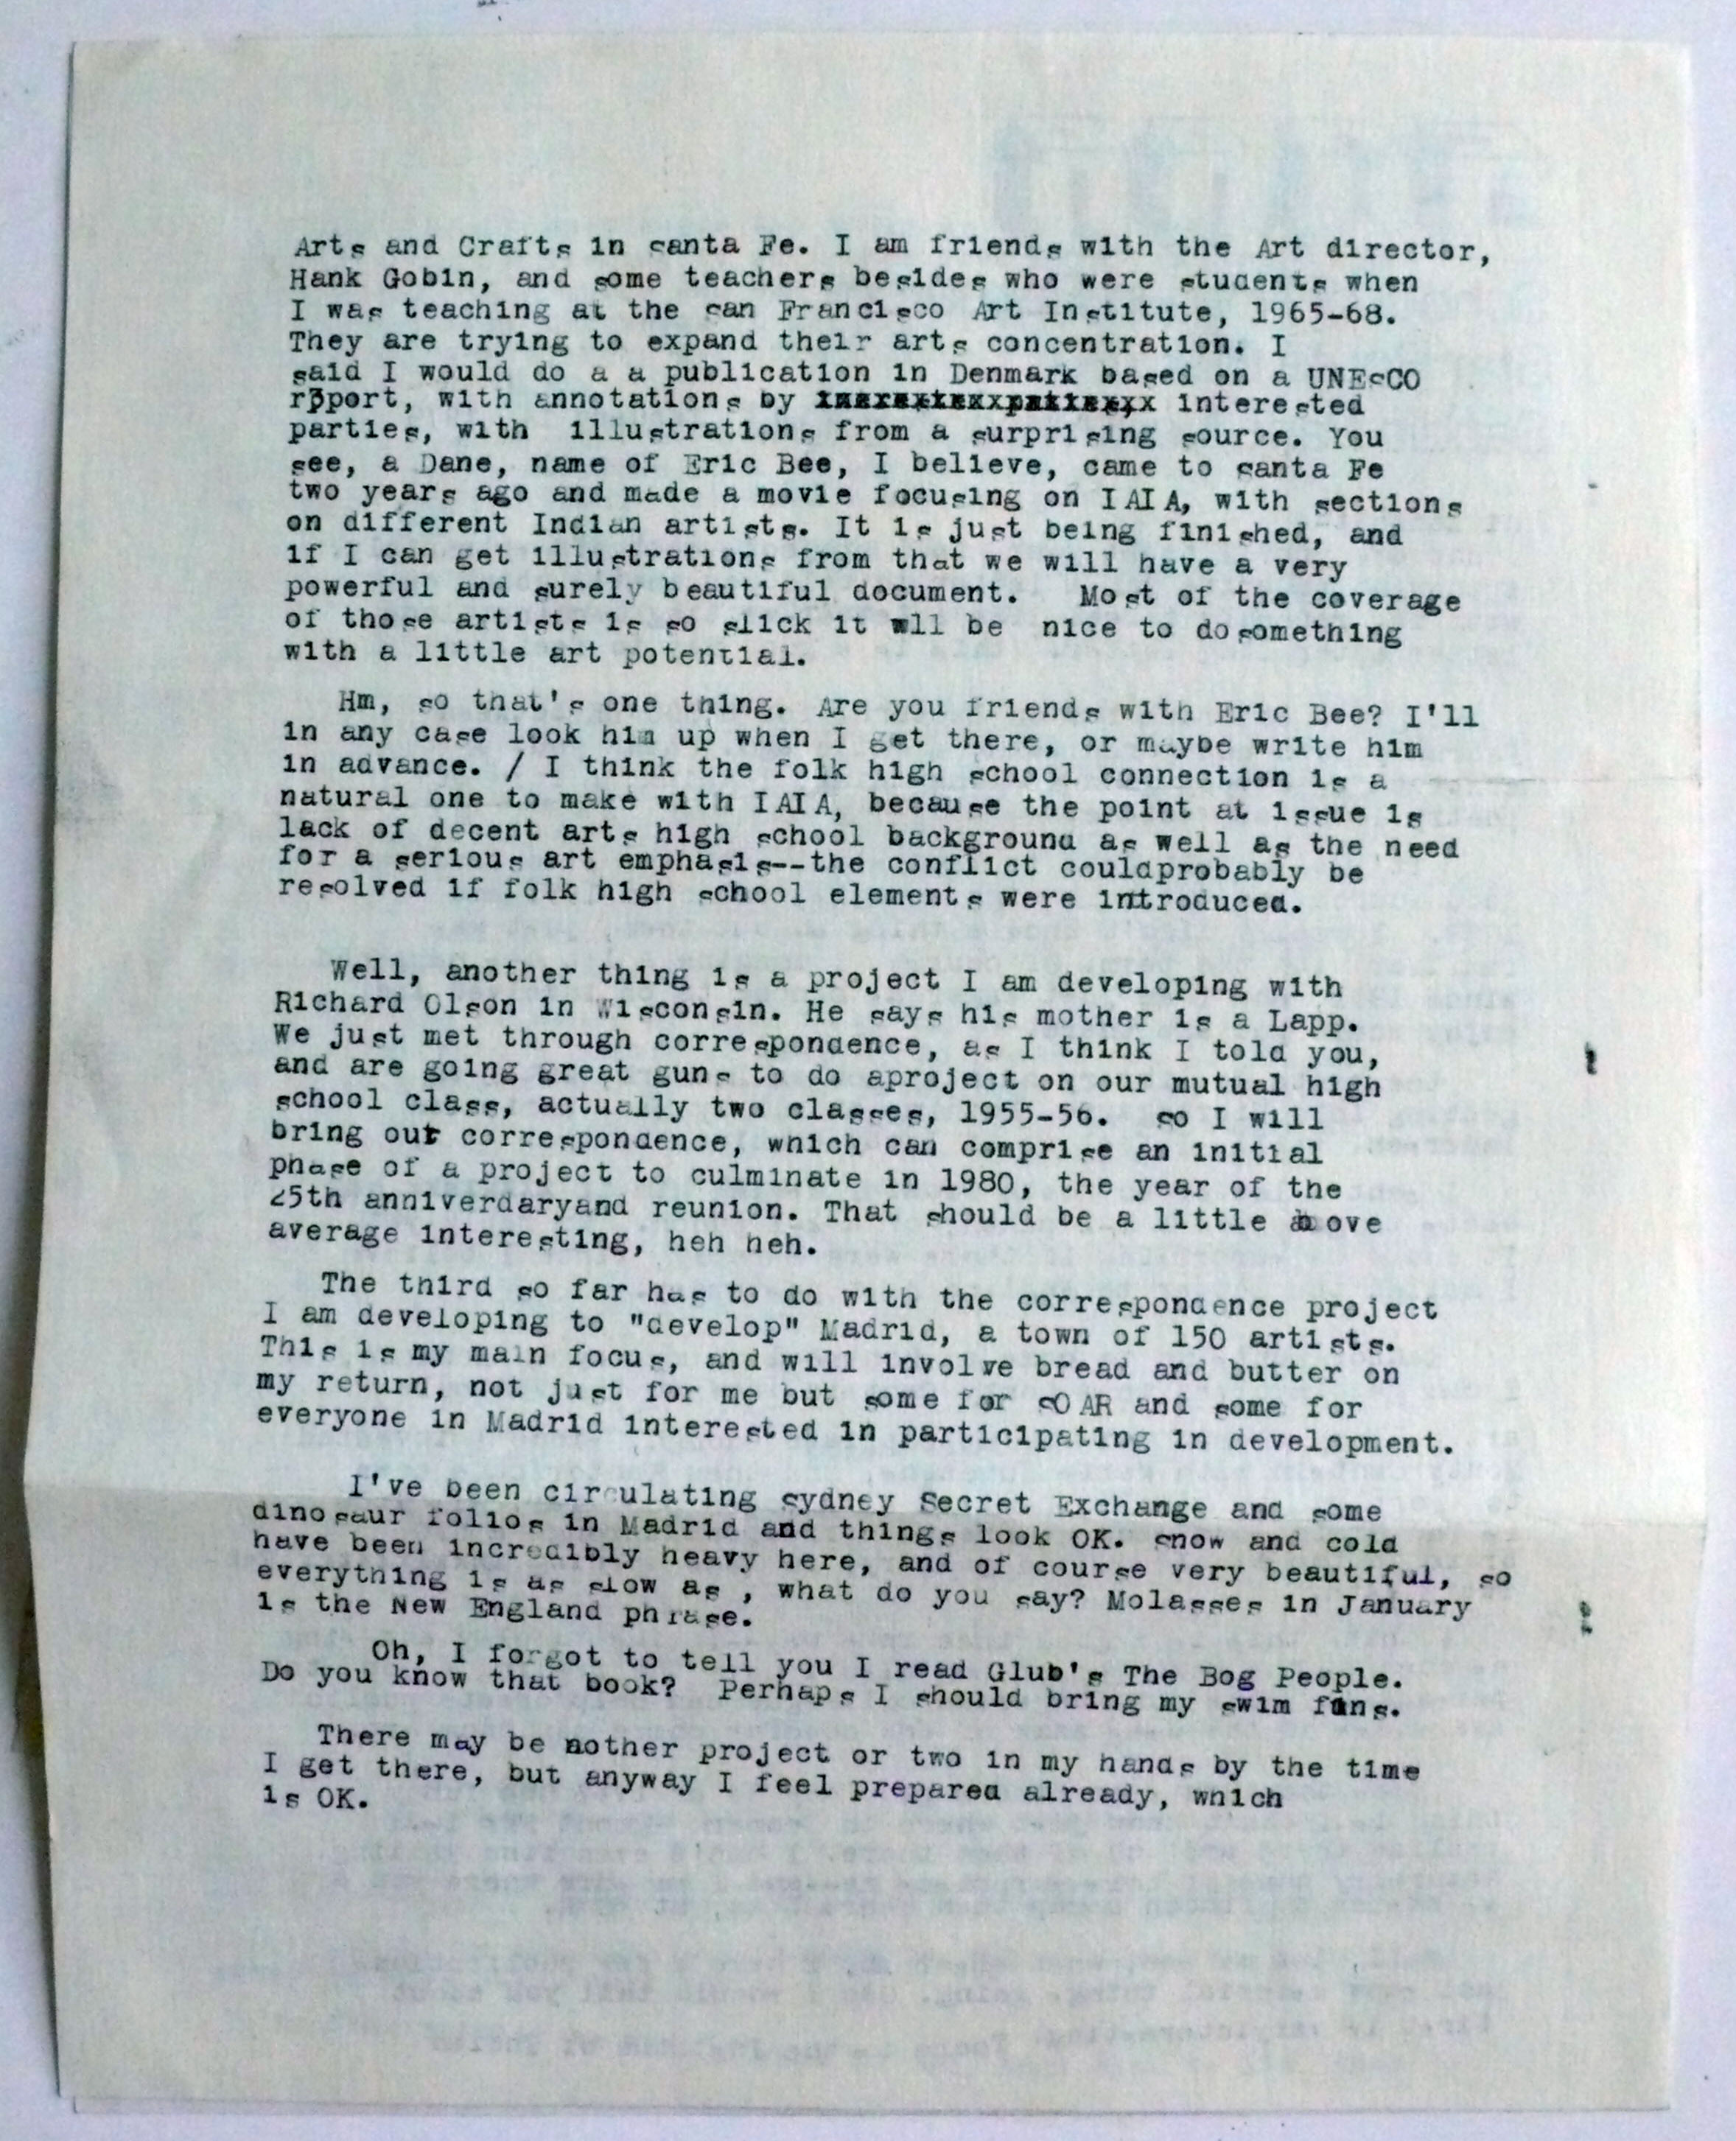 Arts and Crafts in Santa Fe. I am friends with the Art director,
Hank Gobin, and some teachers besides who were students when
I was teaching at the San Francisco Art Institute, 1965-68.
They are trying to expand their arts concentration. I
said I would do a a publication in Denmark based on a UNESCO
report, with annotations by interested
parties, with illustrations from a surprising source. You
see, a Dane, name of Eric Bee, I believe, came to Santa Fe
two years ago and made a movie focusing on IAIA, with sections
on different Indian artists. It is just being finished, and
if I can get illustrations from that we will have a very
powerful and surely beautiful document. Most of the coverage
of those artists is so slick it wll be nice to dosomething
with a little art potential.
Hm, so that's one thing. Are you friends with Eric Bee? I'll
in any case look him up when I get there, or maybe write him
in advance. / I think the folk high school connection is a
natural one to make with IAIA, because the point at issue is
lack of decent arts high school background as well as the need
for a serious art emphasis--the conflict couldprobably be
resolved if folk high school elements were introduced.
Well, another thing is a project I am developing with
Richard Olson in Wisconsin. He says his mother is a Lapp.
We just met through correspondence, as I think I told you,
and are going great guns to do aproject on our mutual high
school class, actually two classes, 1955-56. So I will
bring our correspondence, which can comprise an initial
phase of a project to culminate in 1980, the year of the
25th anniverdaryand reunion. That should be a little above
average interesting, heh heh.
The third so far has to do with the correspondence project
I am developing to "develop" Madrid, a town of 150 artists.
This is my main focus, and will involve bread and butter on
my return, not just for me but some for SOAR and some for
everyone in Madrid interested in participating in development.
I've been circulating Sydney Secret Exchange and some
dinosaur folios in Madrid and things look OK. Snow and cold
have been incredibly heavy here, and of course very beautiful, so
everything is as slow as , what do you say? Molasses in January
is the New England phrase.
Oh, I forgot to tell you I read Glub's The Bog People.
Do you know that book? Perhaps I should bring my swim fins.
There may be nother project or two in my hands by the time
I get there, but anyway I feel prepared already, which
is OK.